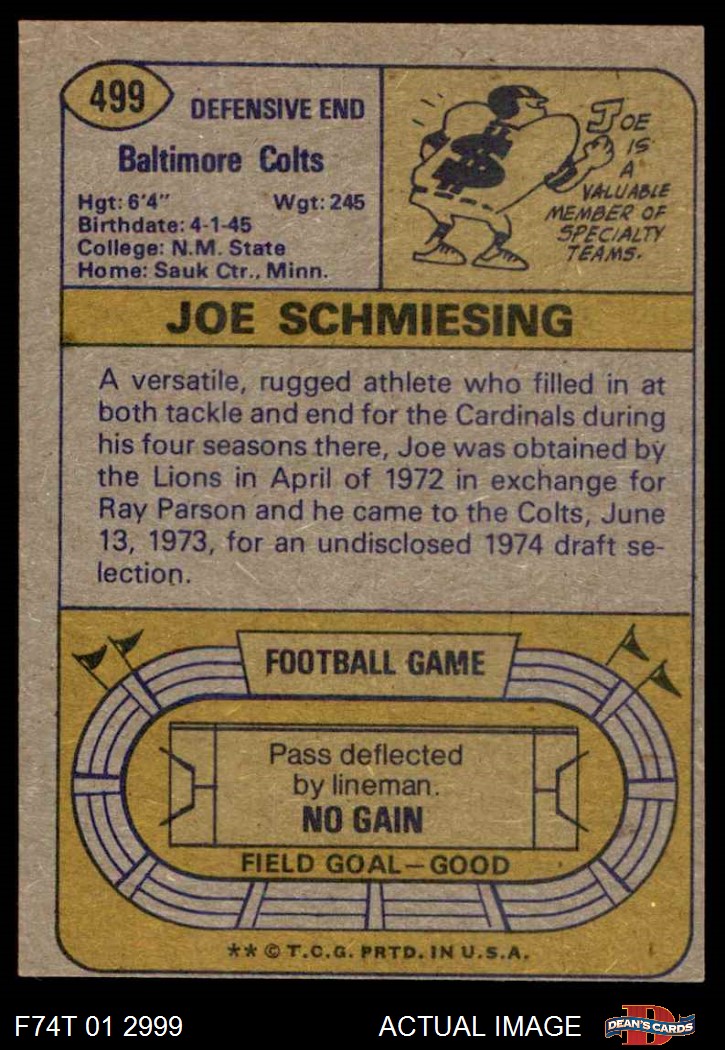 499
DEFENSIVE END
Baltimore Colts
Hgt: 6'4" Wgt: 245
Birthdate: 4-1-45
College: N.M. State
Home: Sauk Ctr., Minn.
$
JOE
IS
A
VALUABLE
MEMBER OF
SPECIALTY
TEAMS.
JOE SCHMIESING
A versatile, rugged athlete who filled in at
both tackle and end for the Cardinals during
his four seasons there, Joe was obtained by
the Lions in April of 1972 in exchange for
Ray Parson and he came to the Colts, June
13, 1973, for an undisclosed 1974 draft se-
lection.
FOOTBALL GAME
Pass deflected
by lineman.
NO GAIN
FIELD GOAL—GOOD
** © T.C.G. PRTD. IN U.S.A.
F74T 01 2999 ACTUAL IMAGE
D
DEAN'S CARDS